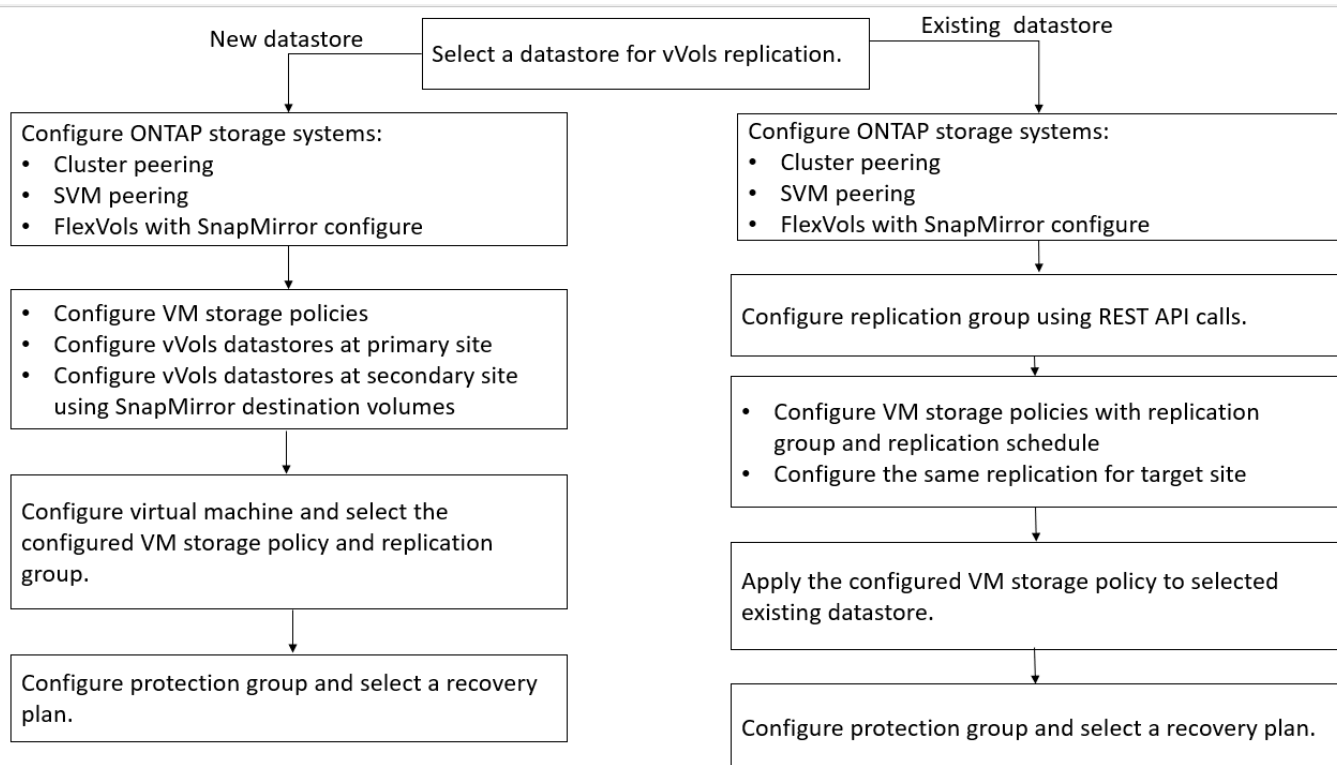 New datastore
Select a datastore for vVols replication.
Existing datastore
Configure ONTAP storage systems:
• Cluster peering
• SVM peering
• FlexVols with SnapMirror configure
• Configure VM storage policies
• Configure vVols datastores at primary site
• Configure vVols datastores at secondary site
using SnapMirror destination volumes
Configure virtual machine and select the
configured VM storage policy and replication
group.
Configure protection group and select a recovery
plan.
Configure ONTAP storage systems:
• Cluster peering
• SVM peering
• FlexVols with SnapMirror configure
Configure replication group using REST API calls.
• Configure VM storage policies with replication
group and replication schedule
• Configure the same replication for target site
Apply the configured VM storage policy to selected
existing datastore.
Configure protection group and select a recovery plan.